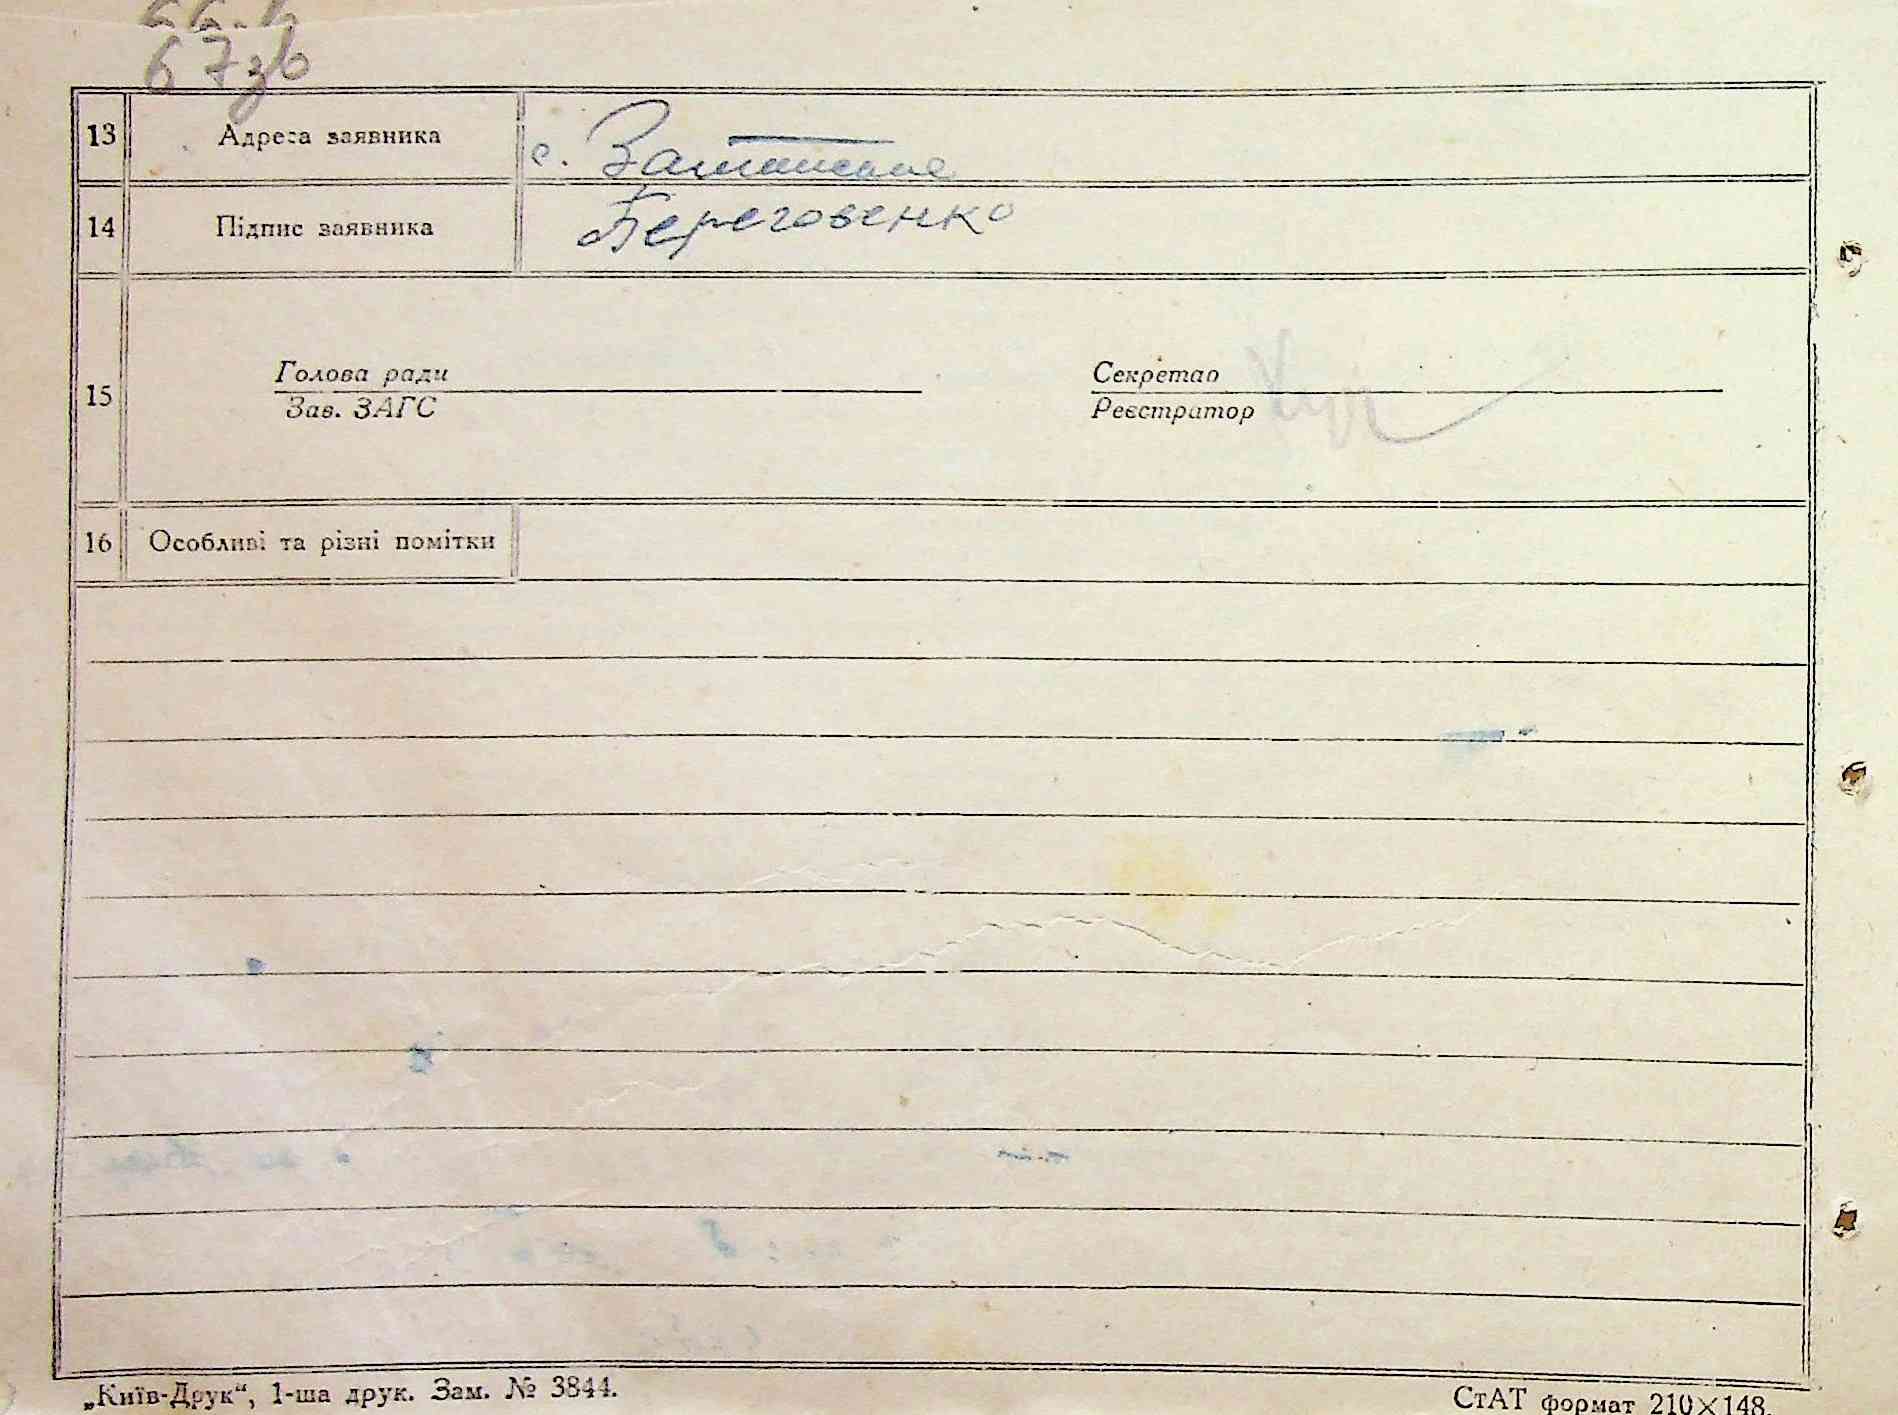 67зв
13 Адреса заявника с. Затишшя
14 Підпис заявника Береговенко
15
Голова ради Секретар
Зав. ЗАГС Реєстратор
16 Особливі та різні помітки
„Київ-Друк“, 1-ша друк. Зам. № 3844.
СтАТ формат 210×148.